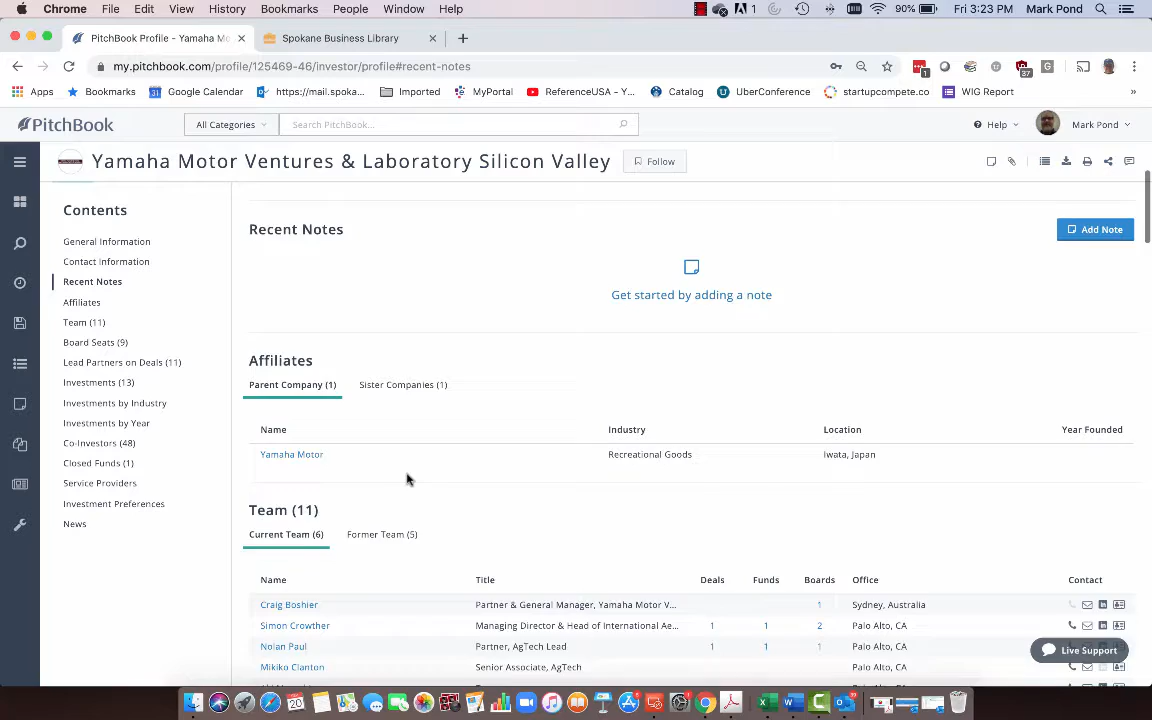 Chrome File Edit View History Bookmarks People Window Help 1 90% Fri 3:23 PM Mark Pond
PitchBook Profile - Yamaha Mo Spokane Business Library
my.pitchbook.com/profile/125469-46/investor/profile#recent-notes 1 37
Apps Bookmarks Google Calendar https://mail.spoka... Imported MyPortal ReferenceUSA - Y... Catalog UberConference startupcompete.co WIG Report »
PitchBook All Categories Search PitchBook... Help Mark Pond
Yamaha Motor Ventures & Laboratory Silicon Valley Follow
Contents
General Information
Contact Information
Recent Notes
Affiliates
Team (11)
Board Seats (9)
Lead Partners on Deals (11)
Investments (13)
Investments by Industry
Investments by Year
Co-Investors (48)
Closed Funds (1)
Service Providers
Investment Preferences
News
Recent Notes Add Note
Get started by adding a note
Affiliates
Parent Company (1) Sister Companies (1)
Name Industry Location Year Founded
Yamaha Motor Recreational Goods Iwata, Japan
Team (11)
Current Team (6) Former Team (5)
Name Title Deals Funds Boards Office Contact
Craig Boshier Partner & General Manager, Yamaha Motor V... 1 Sydney, Australia
Simon Crowther Managing Director & Head of International Ae... 1 1 2 Palo Alto, CA
Nolan Paul Partner, AgTech Lead 1 1 1 Palo Alto, CA
Mikiko Clanton Senior Associate, AgTech Palo Alto, CA
Live Support